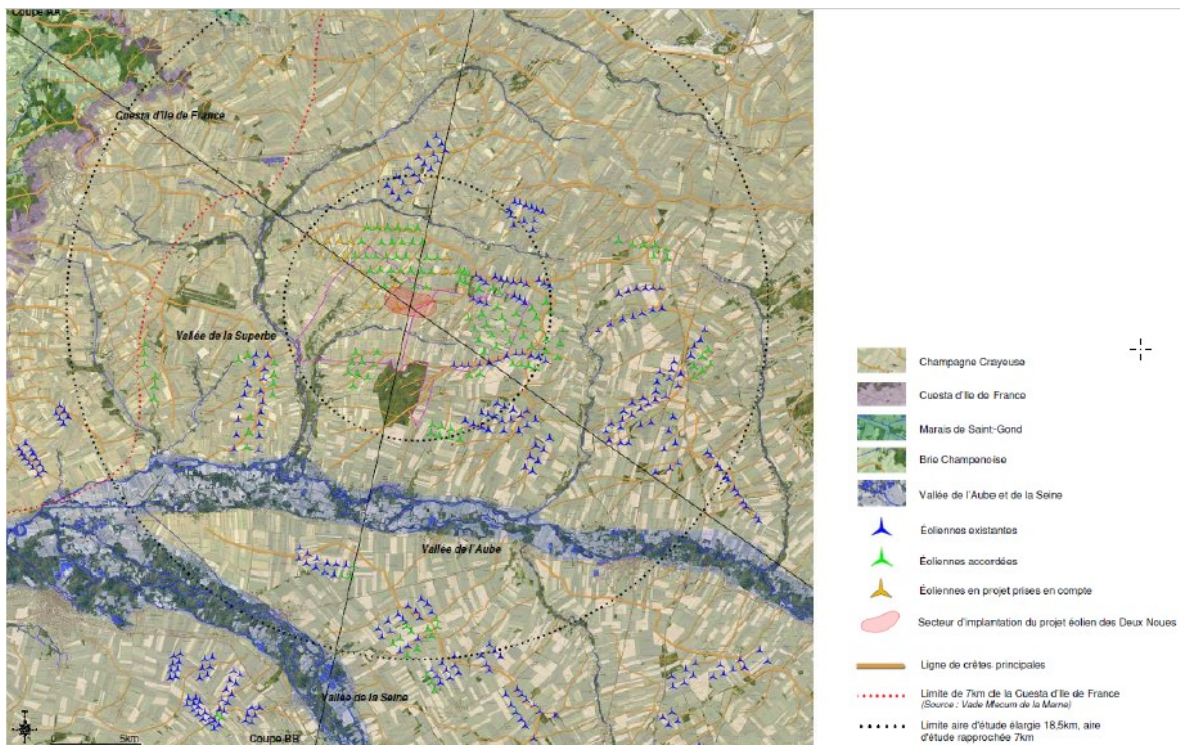 Coupe AA
Cuesta d'Ile de France
Vallée de la Superbe
Vallée de l'Aube
Vallée de la Seine
5km
Coupe BB
Champagne Crayeuse
Cuesta d'Ile de France
Marais de Saint-Gond
Brie Champenoise
Vallée de l'Aube et de la Seine
Éoliennes existantes
Éoliennes accordées
Éoliennes en projet prises en compte
Secteur d'implantation du projet éolien des Deux Noues
Ligne de crêtes principales
Limite de 7km de la Cuesta d'Ile de France
(Source : Vade Mecum de la Marne)
Limite aire d'étude élargie 18,5km, aire
d'étude rapprochée 7km